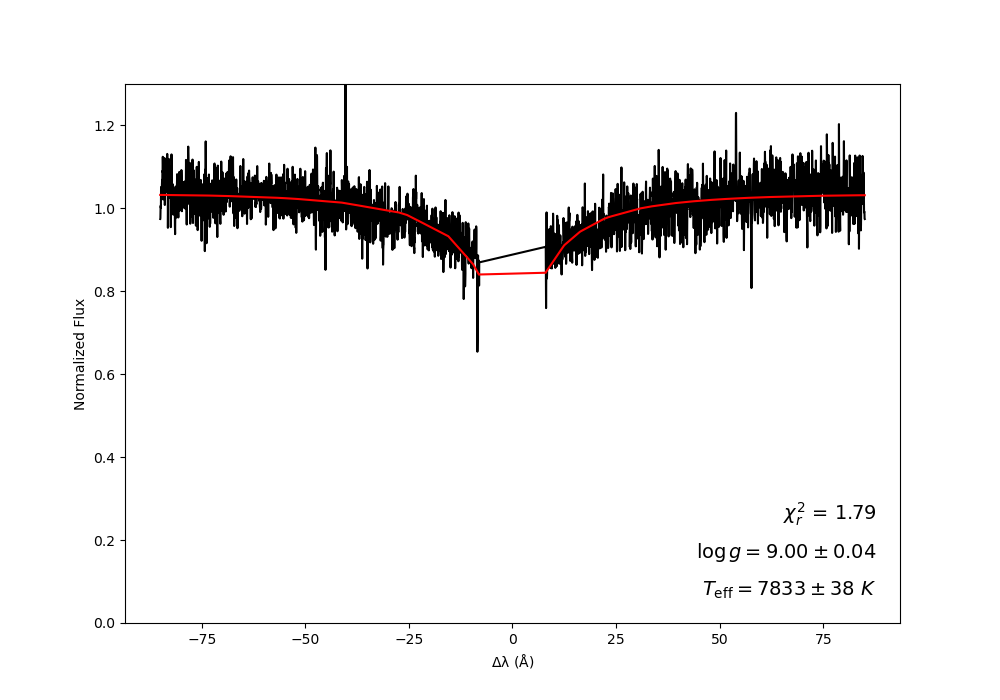 1.2
1.0
0.8
0.6
0.4
0.2
0.0
Normalized Flux
χ²ᵣ = 1.79
log g = 9.00 ± 0.04
T_eff = 7833 ± 38 K
−75 −50 −25 0 25 50 75
Δλ (Å)